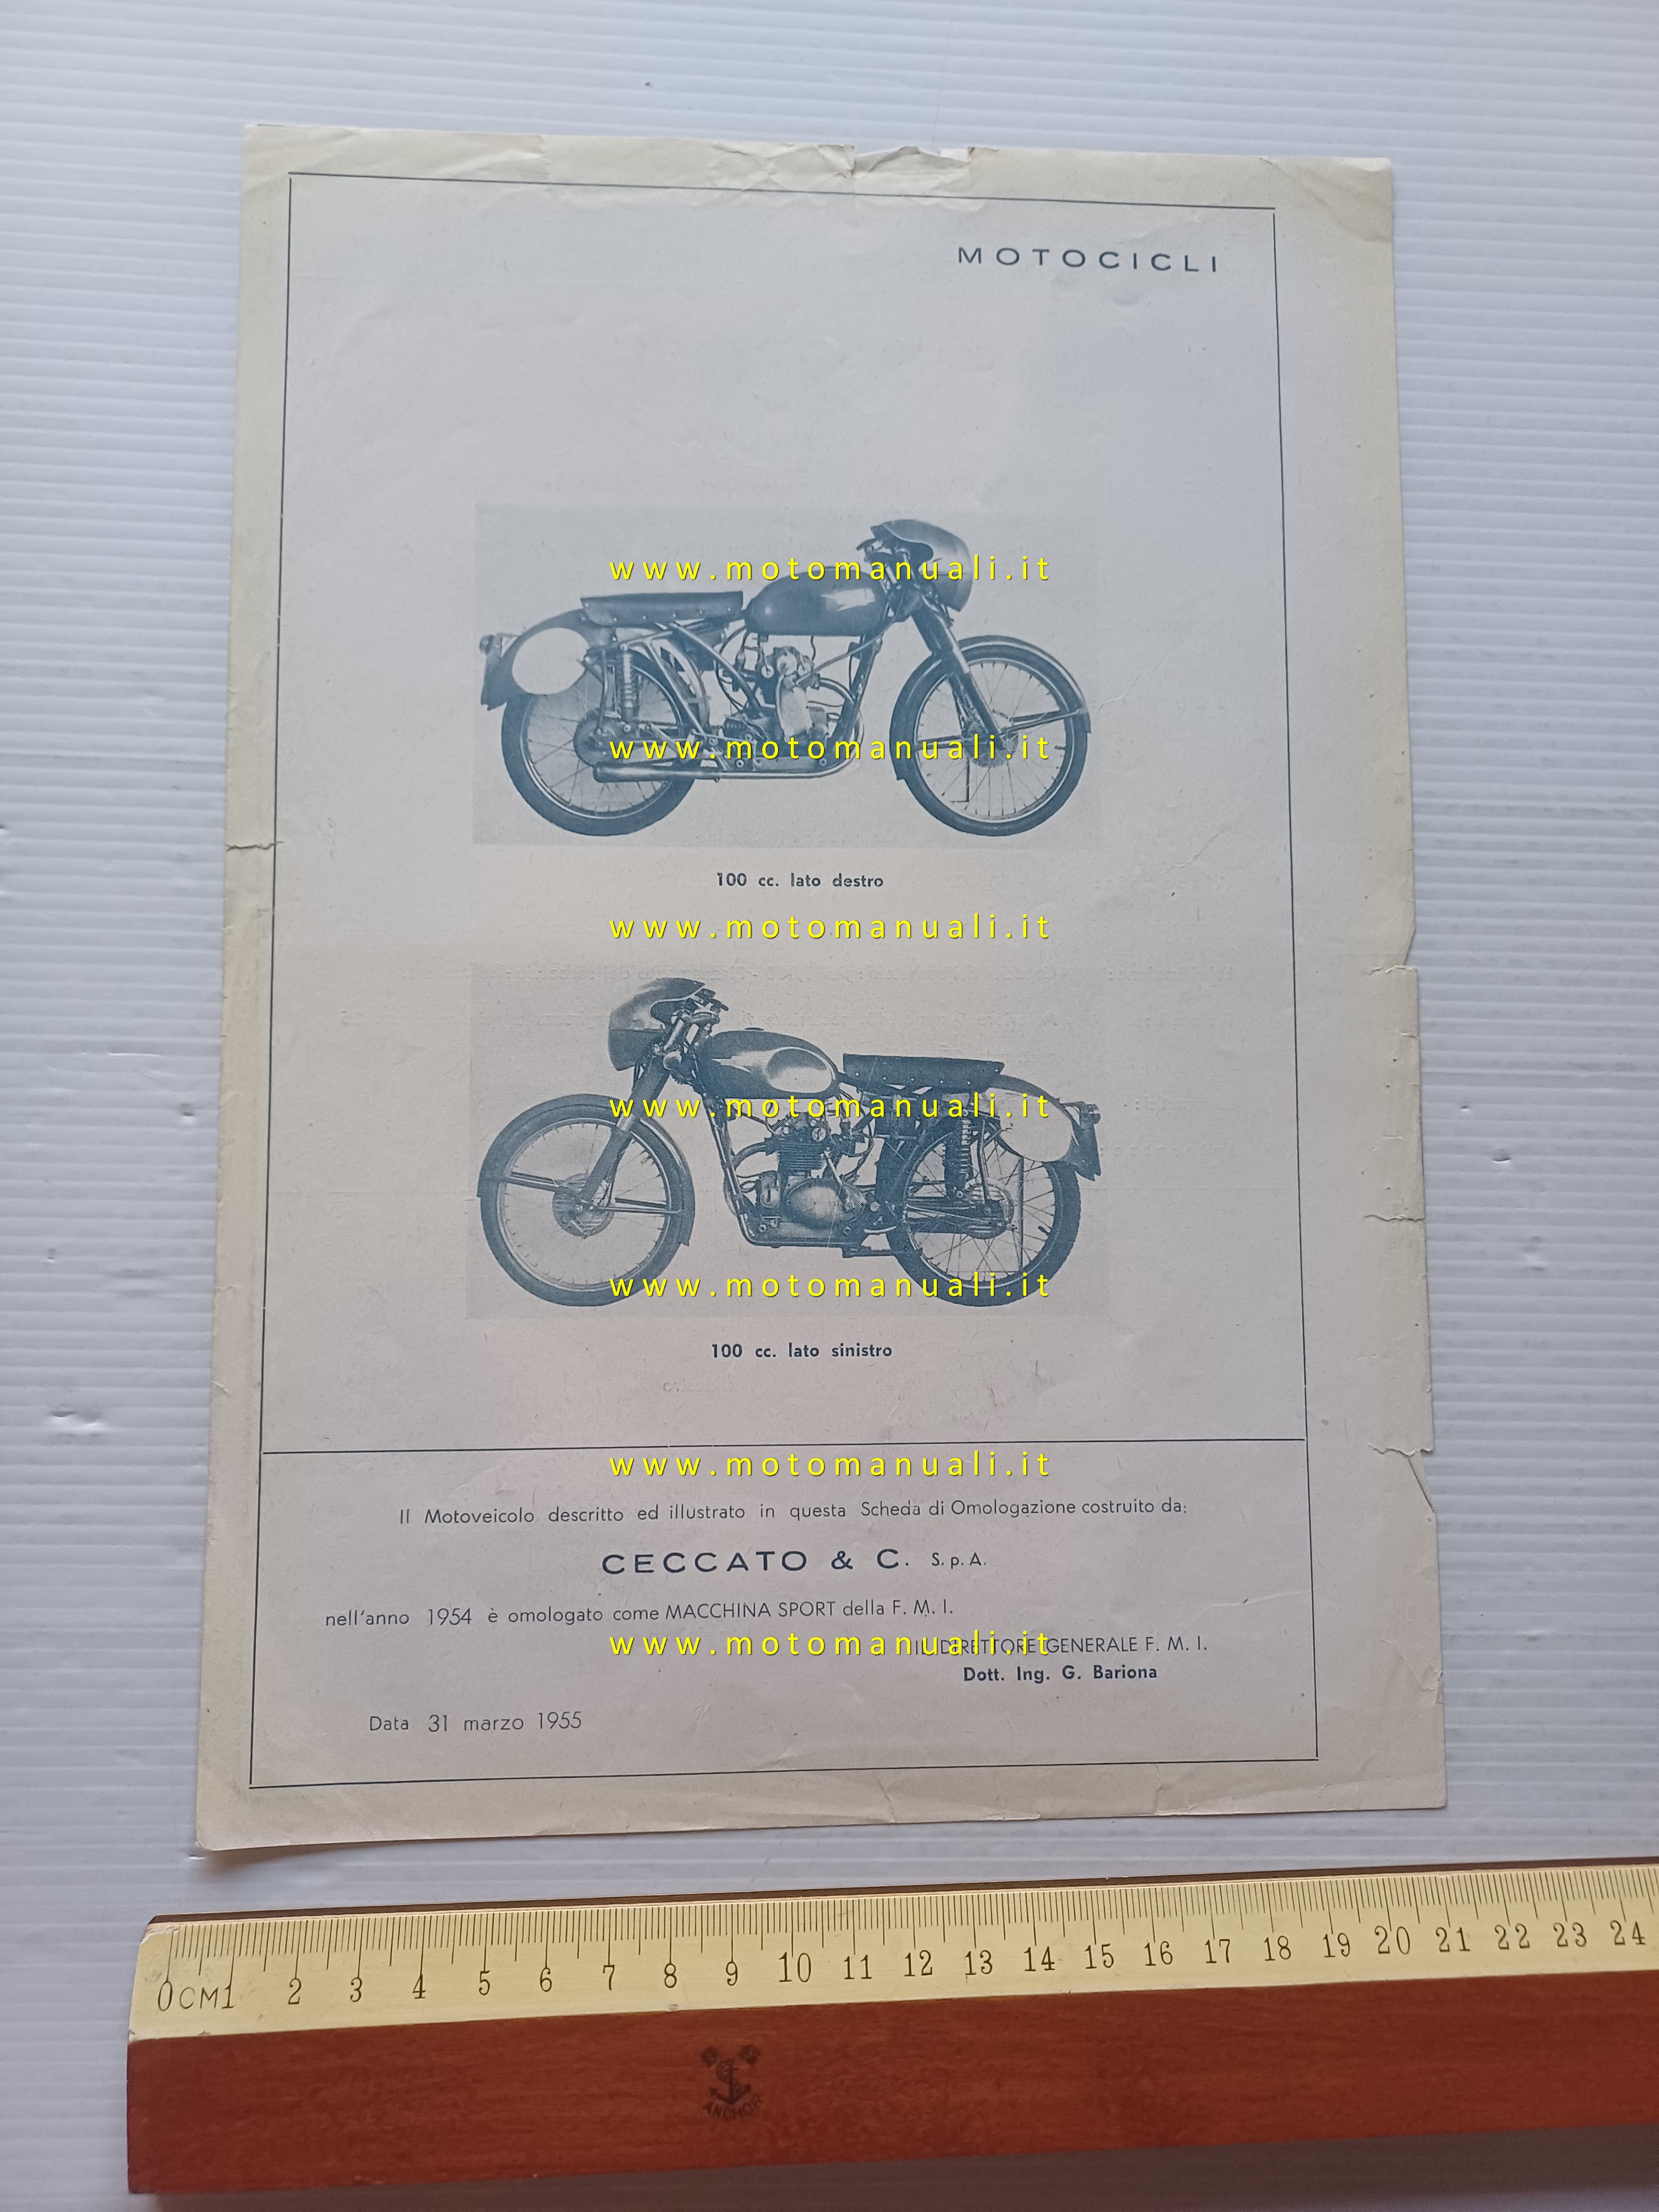 MOTOCICLI
www.motomanuali.it
www.motomanuali.it
100 cc. lato destro
www.motomanuali.it
www.motomanuali.it
www.motomanuali.it
100 cc. lato sinistro
www.motomanuali.it
Il Motoveicolo descritto ed illustrato in questa Scheda di Omologazione costruito da:
CECCATO & C. S. p. A.
nell'anno 1954 è omologato come MACCHINA SPORT della F. M. I.
www.motomanuali.it
IL DIRETTORE GENERALE F. M. I.
Dott. Ing. G. Bariona
Data 31 marzo 1955
0CM1 2 3 4 5 6 7 8 9 10 11 12 13 14 15 16 17 18 19 20 21 22 23 24
ANCHOR